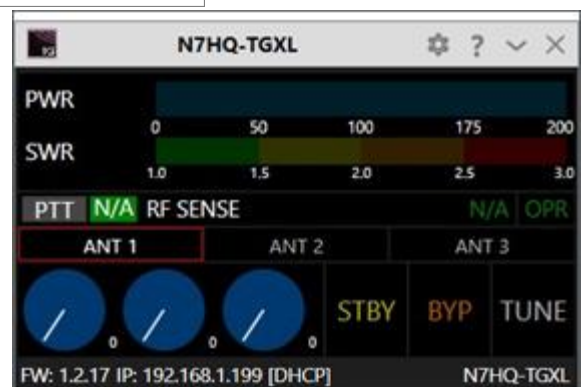 N7HQ-TGXL ?
PWR
0 50 100 175 200
SWR
1.0 1.5 2.0 2.5 3.0
PTT N/A RF SENSE N/A OPR
ANT 1 ANT 2 ANT 3
0 0 0 STBY BYP TUNE
FW: 1.2.17 IP: 192.168.1.199 [DHCP] N7HQ-TGXL